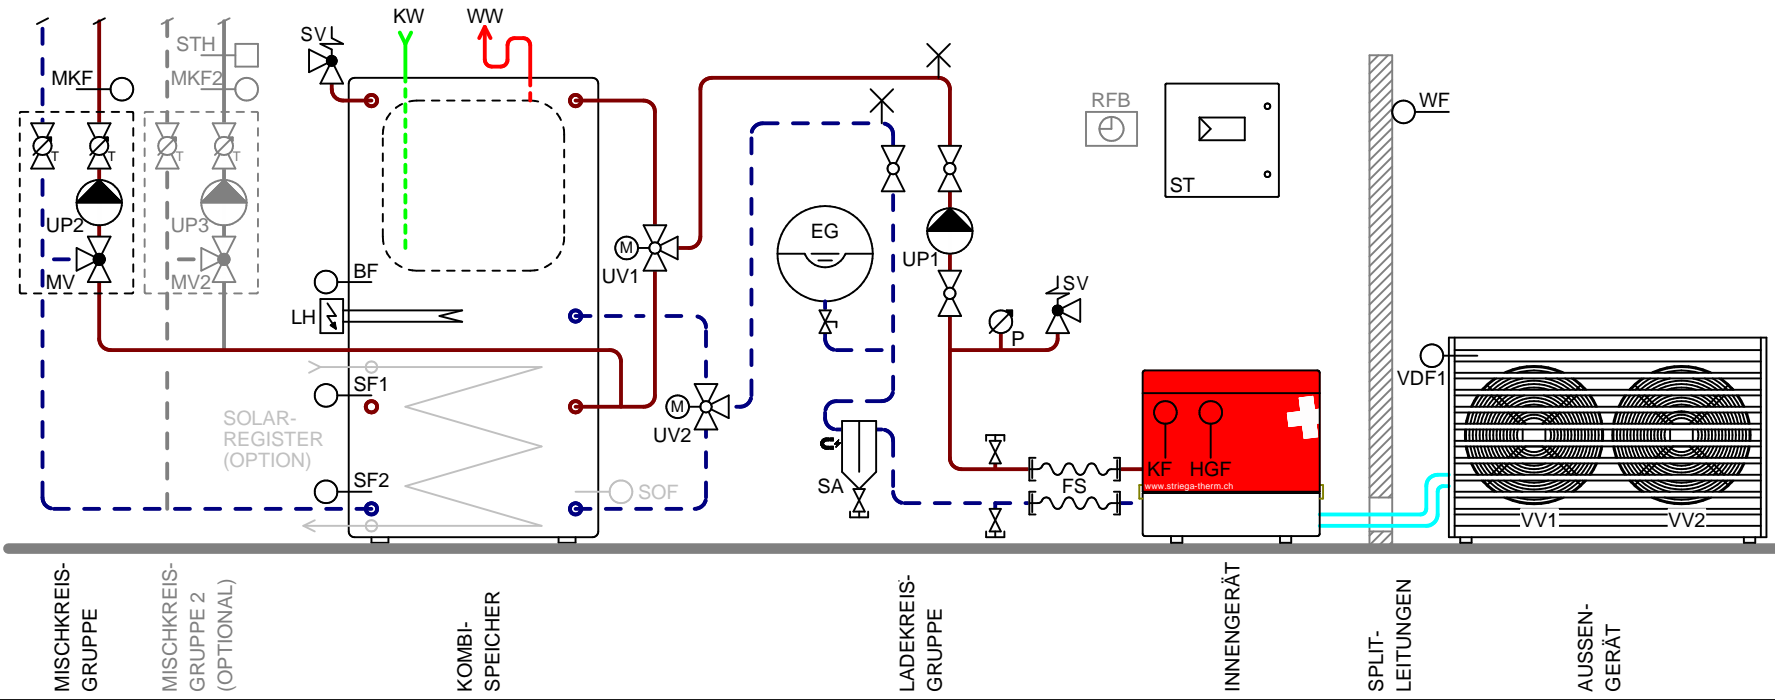 KW
WW
SV
STH
MKF
MKF2
RFB
WF
T
T
T
T
ST
UP2
UP3
EG
M
UV1
UP1
MV
MV2
BF
SV
LH
P
VDF1
SF1
M
SOLAR-
REGISTER
(OPTION)
UV2
KF
HGF
SF2
SOF
SA
FS
www.striega-therm.ch
VV1
VV2
MISCHKREIS-
GRUPPE
MISCHKREIS-
GRUPPE 2
(OPTIONAL)
KOMBI-
SPEICHER
LADEKREIS-
GRUPPE
INNENGERÄT
SPLIT-
LEITUNGEN
AUSSEN-
GERÄT